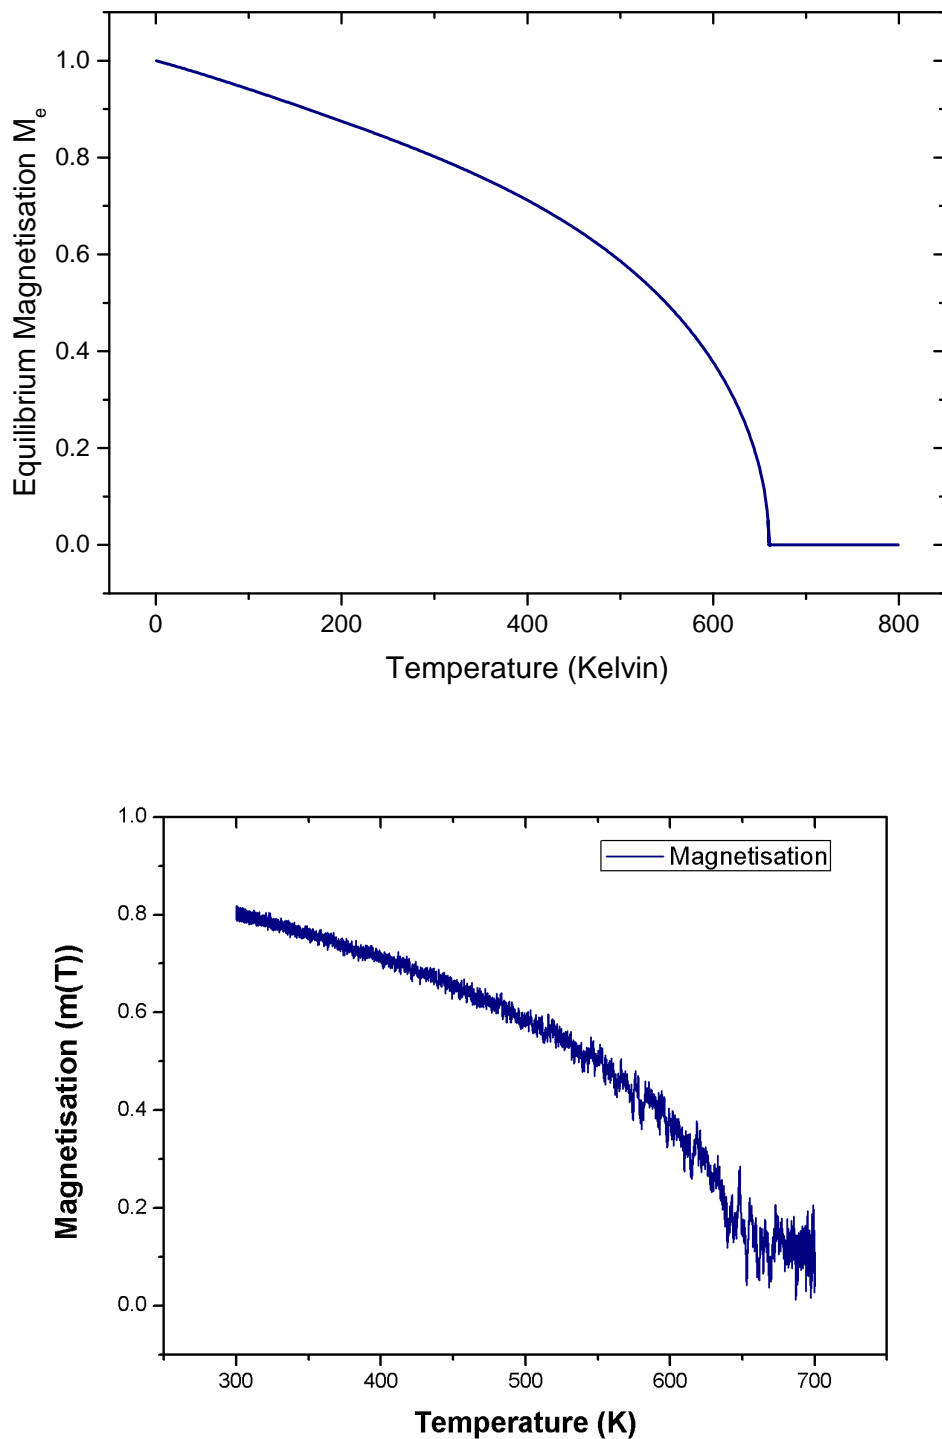 Equilibrium Magnetisation Mₑ
1.0
0.8
0.6
0.4
0.2
0.0
0 200 400 600 800
Temperature (Kelvin)
Magnetisation (m(T))
1.0
0.8
0.6
0.4
0.2
0.0
Magnetisation
300 400 500 600 700
Temperature (K)